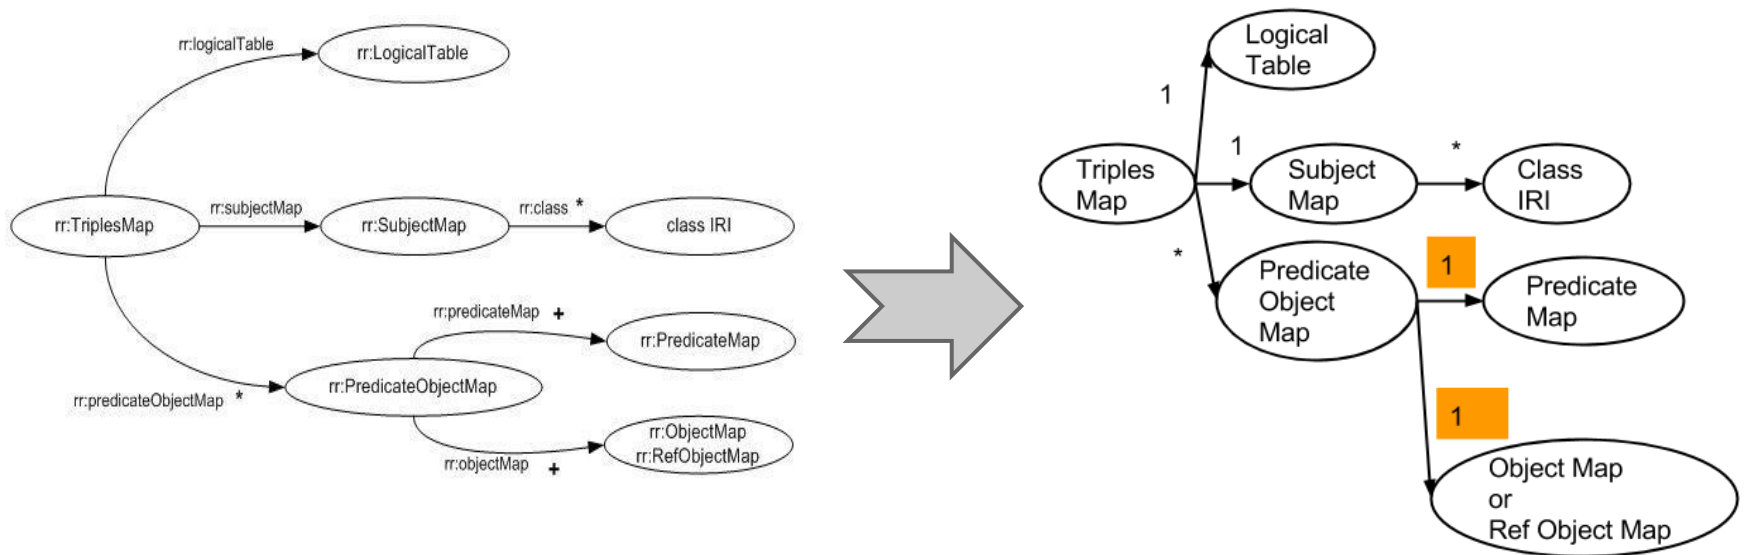 rr:logicalTable
rr:LogicalTable
rr:TriplesMap
rr:subjectMap
rr:SubjectMap
rr:class *
class IRI
rr:predicateMap +
rr:PredicateMap
rr:PredicateObjectMap
rr:predicateObjectMap *
rr:ObjectMap
rr:RefObjectMap
rr:objectMap +
Logical
Table
1
Triples
Map
1
Subject
Map
*
Class
IRI
*
Predicate
Object
Map
1
Predicate
Map
1
Object Map
or
Ref Object Map